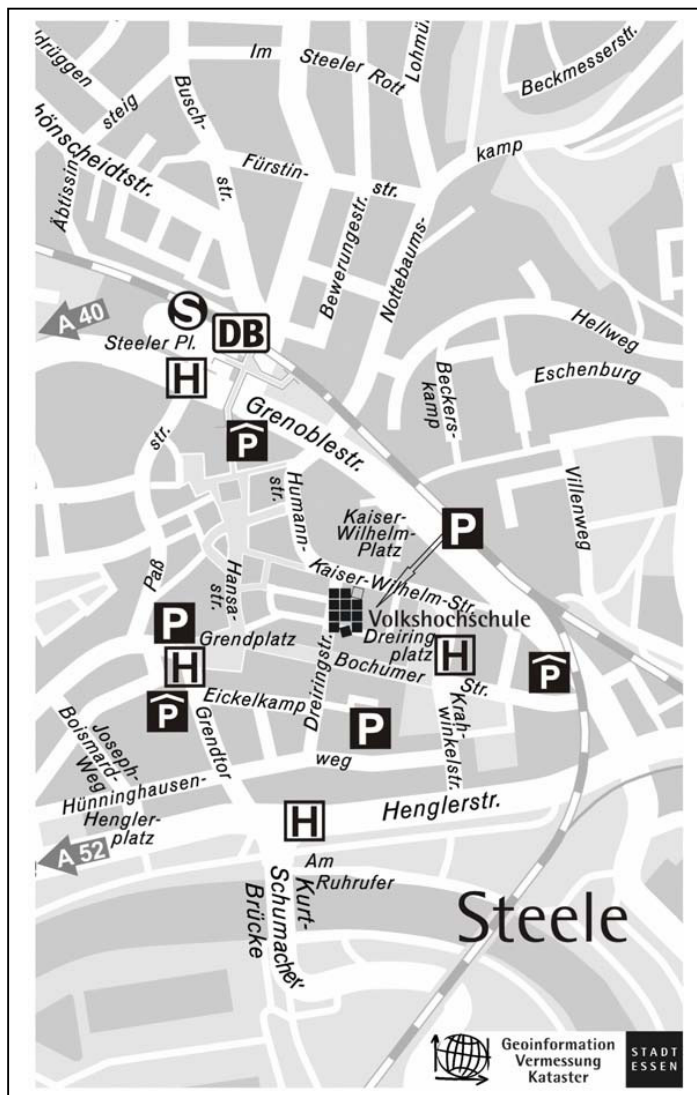 Im Steeler Rott
Lohmü
Beckmesserstr.
drüggen
steig
Busch-
str.
hönscheidtstr.
Fürstin-
str.
kamp
Äbtissin
Bewerungestr.
Nottebaums-
A 40
S
DB
Steeler Pl.
H
Hellweg
Eschenburg
Beckers-
kamp
Grenoblestr.
P
str.
Humann-
str.
Villenweg
Kaiser-
Wilhelm-
Platz
P
Paß
Hansa-
str.
Kaiser-Wilhelm-Str.
Volkshochschule
P
Grendplatz
Dreiring
platz
H
H
Dreiringstr.
Bochumer
Str.
P
P
Eickelkamp
Krah-
winkelstr.
P
Grendtor
Joseph-
Boismard-
Weg
weg
Hünninghausen-
Henglerstr.
Hengler-
platz
H
A 52
Am
Ruhrufer
Kurt-
Schumacher-
Brücke
Steele
Geoinformation
Vermessung
Kataster
STADT
ESSEN